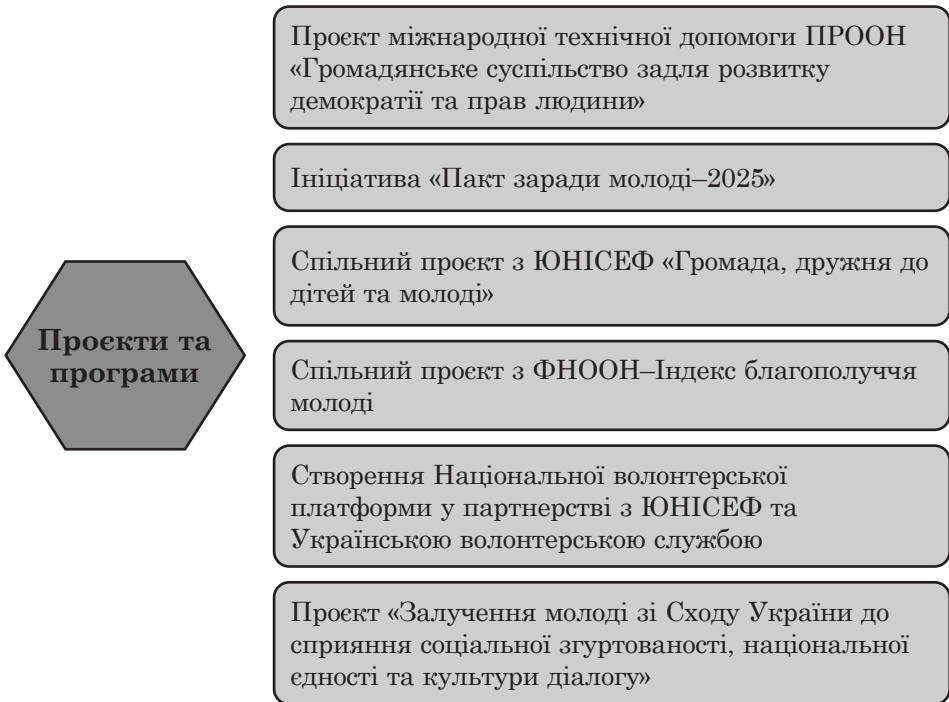 Проєкт міжнародної технічної допомоги ПРООН
«Громадянське суспільство задля розвитку
демократії та прав людини»
Ініціатива «Пакт заради молоді–2025»
Спільний проєкт з ЮНІСЕФ «Громада, дружня до
дітей та молоді»
Проєкти та
програми
Спільний проєкт з ФНООН–Індекс благополуччя
молоді
Створення Національної волонтерської
платформи у партнерстві з ЮНІСЕФ та
Українською волонтерською службою
Проєкт «Залучення молоді зі Сходу України до
сприяння соціальної згуртованості, національної
єдності та культури діалогу»